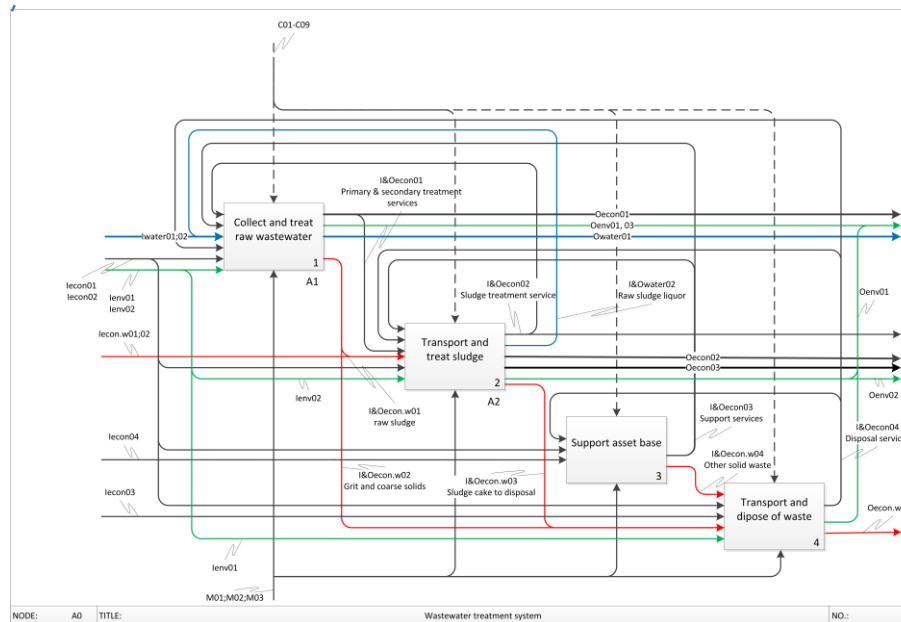 C01-C09
I&Oecon01
Primary & secondary treatment
services
Collect and treat
raw wastewater
1
A1
Iwater01;02
Oecon01
Oenv01, 03
Owater01
Iecon01
Iecon02
Ienv01
Ienv02
I&Oecon02
Sludge treatment service
I&Owater02
Raw sludge liquor
Oenv01
Iecon.w01;02
Transport and
treat sludge
2
A2
Oecon02
Oecon03
Ienv02
Oenv02
I&Oecon.w01
raw sludge
I&Oecon03
Support services
I&Oecon04
Disposal servic
Iecon04
Support asset base
3
I&Oecon.w04
Other solid waste
I&Oecon.w02
Grit and coarse solids
I&Oecon.w03
Sludge cake to disposal
Iecon03
Transport and
dipose of waste
4
Oecon.w
Ienv01
M01;M02;M03
NODE: A0 TITLE: Wastewater treatment system NO.: